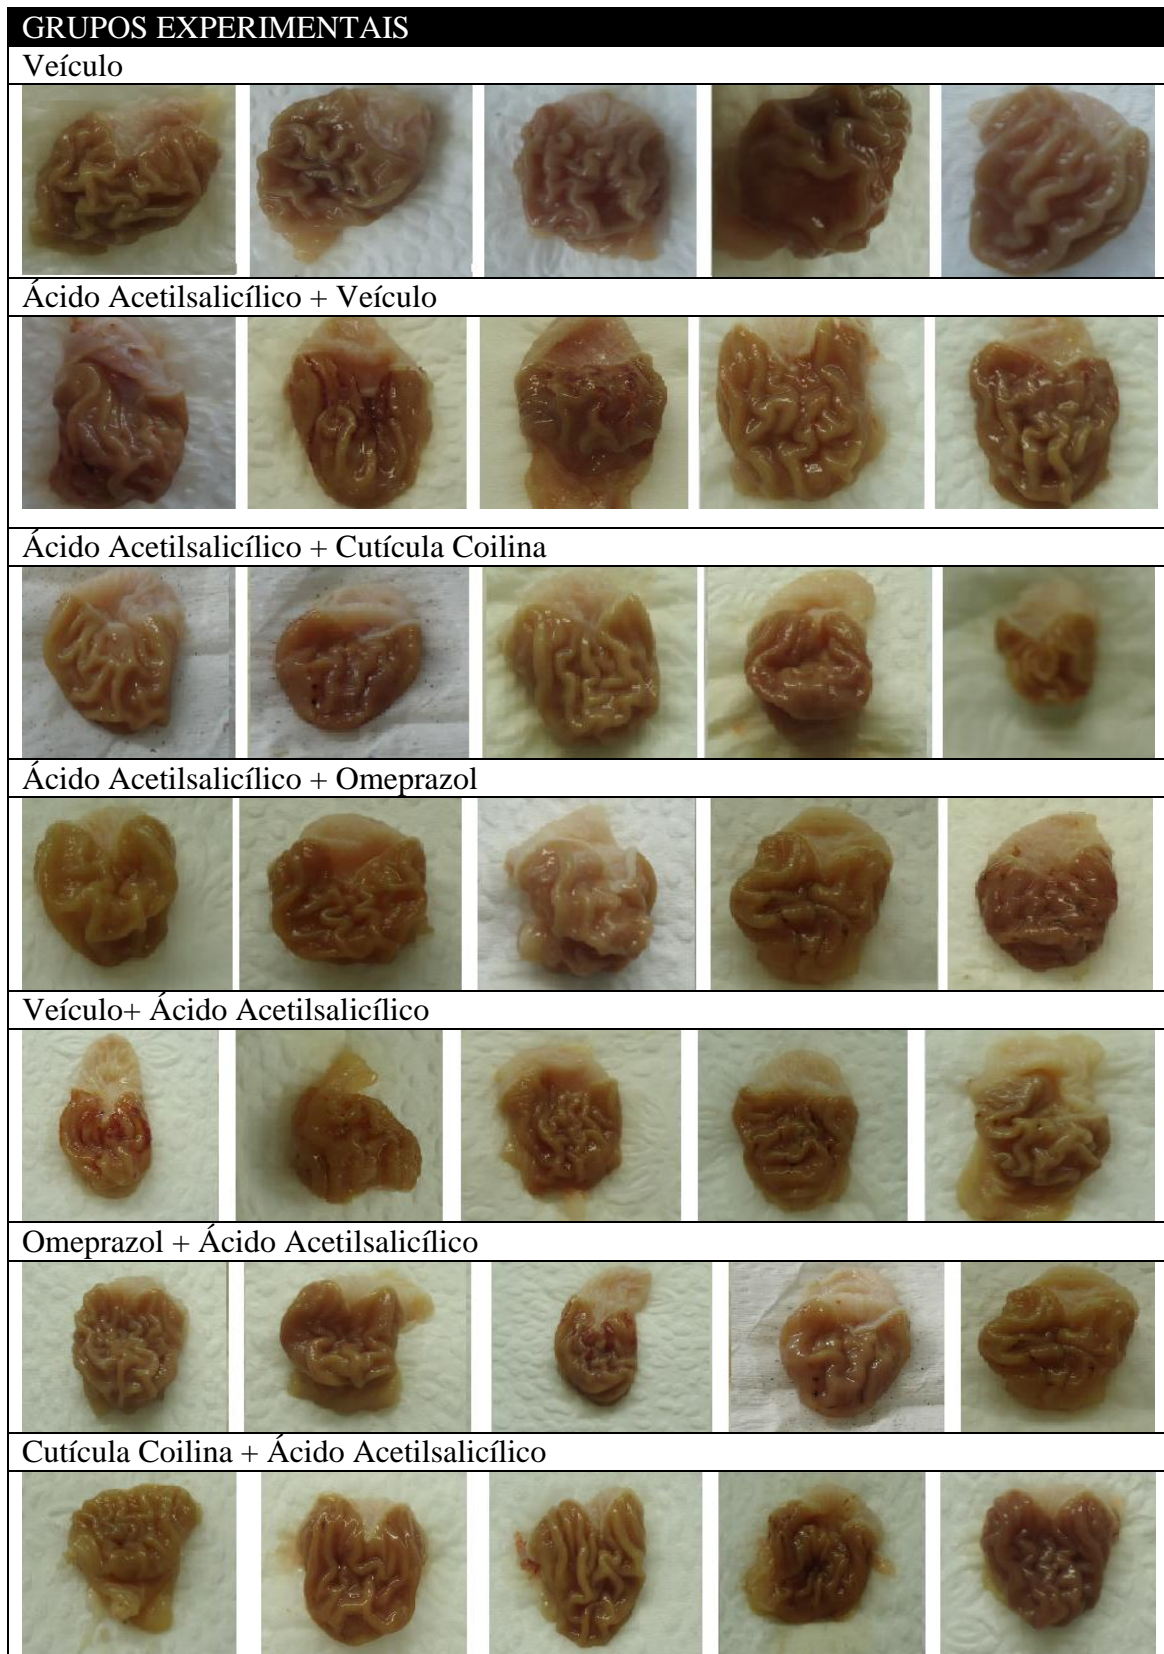 GRUPOS EXPERIMENTAIS
Veículo
Ácido Acetilsalicílico + Veículo
Ácido Acetilsalicílico + Cutícula Coilina
Ácido Acetilsalicílico + Omeprazol
Veículo+ Ácido Acetilsalicílico
Omeprazol + Ácido Acetilsalicílico
Cutícula Coilina + Ácido Acetilsalicílico